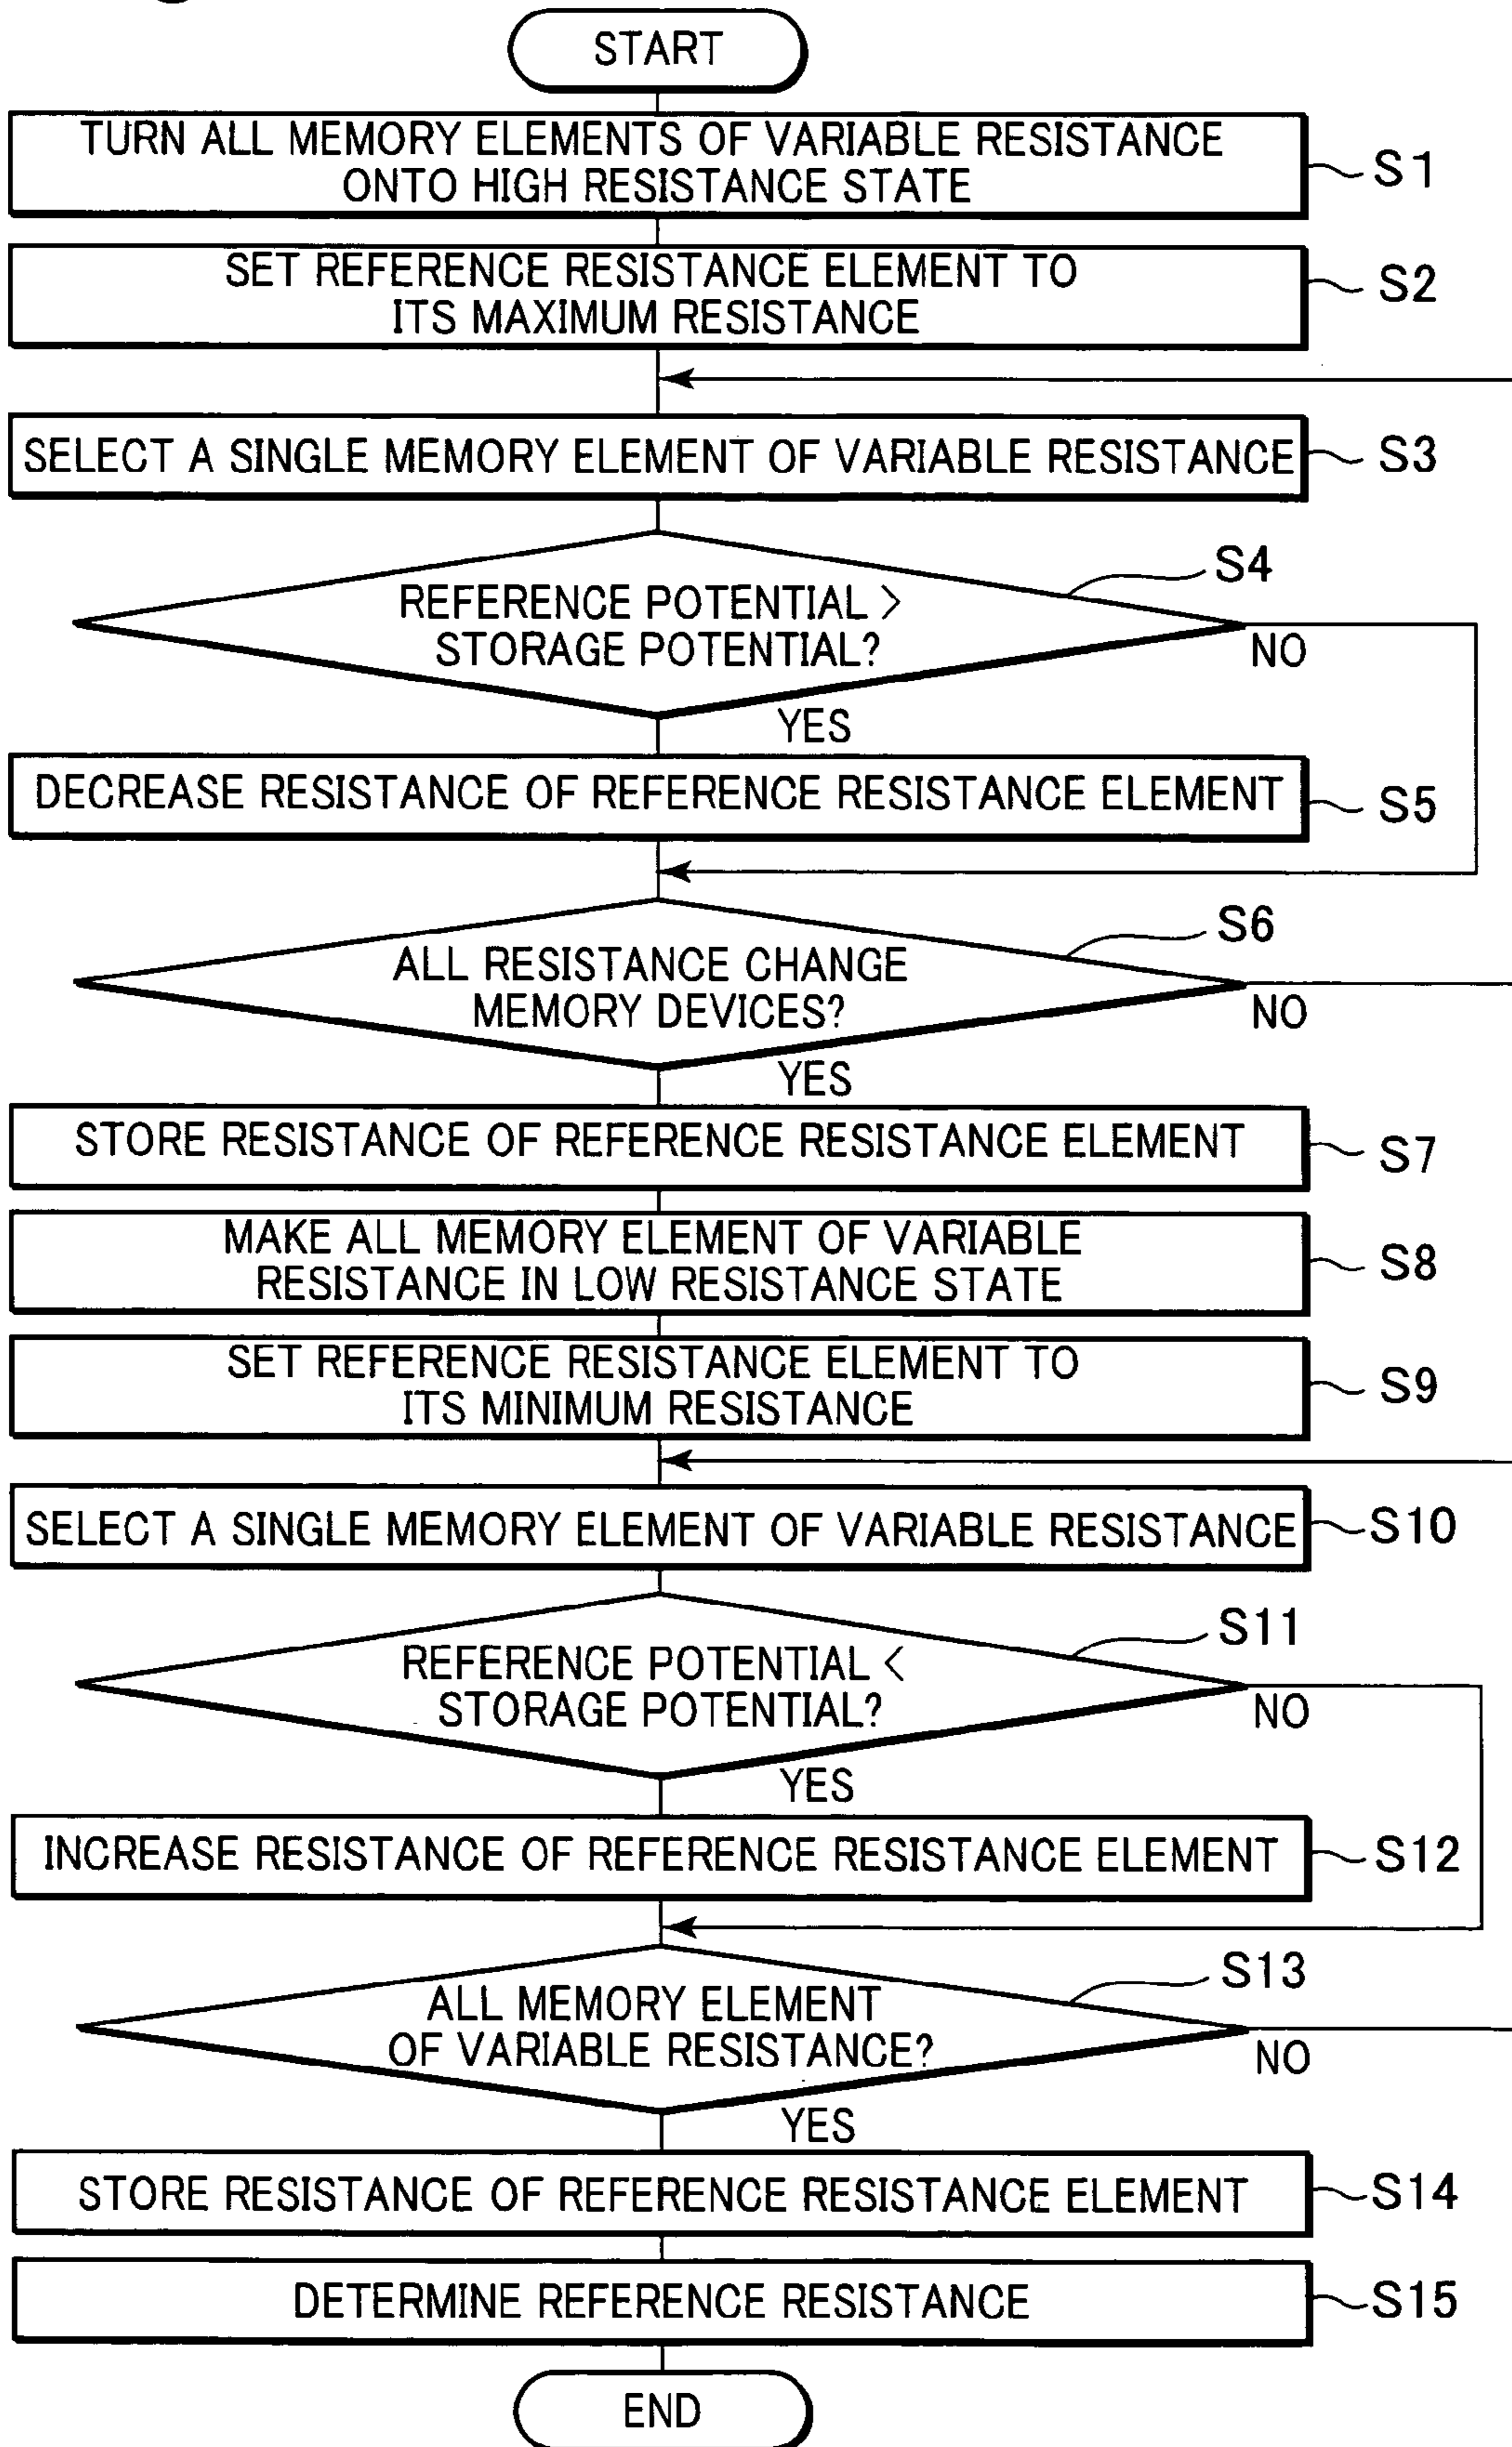 START
TURN ALL MEMORY ELEMENTS OF VARIABLE RESISTANCE
ONTO HIGH RESISTANCE STATE
S1
SET REFERENCE RESISTANCE ELEMENT TO
ITS MAXIMUM RESISTANCE
S2
SELECT A SINGLE MEMORY ELEMENT OF VARIABLE RESISTANCE
S3
S4
REFERENCE POTENTIAL >
STORAGE POTENTIAL?
NO
YES
DECREASE RESISTANCE OF REFERENCE RESISTANCE ELEMENT
S5
S6
ALL RESISTANCE CHANGE
MEMORY DEVICES?
NO
YES
STORE RESISTANCE OF REFERENCE RESISTANCE ELEMENT
S7
MAKE ALL MEMORY ELEMENT OF VARIABLE
RESISTANCE IN LOW RESISTANCE STATE
S8
SET REFERENCE RESISTANCE ELEMENT TO
ITS MINIMUM RESISTANCE
S9
SELECT A SINGLE MEMORY ELEMENT OF VARIABLE RESISTANCE
S10
S11
REFERENCE POTENTIAL <
STORAGE POTENTIAL?
NO
YES
INCREASE RESISTANCE OF REFERENCE RESISTANCE ELEMENT
S12
S13
ALL MEMORY ELEMENT
OF VARIABLE RESISTANCE?
NO
YES
STORE RESISTANCE OF REFERENCE RESISTANCE ELEMENT
S14
DETERMINE REFERENCE RESISTANCE
S15
END